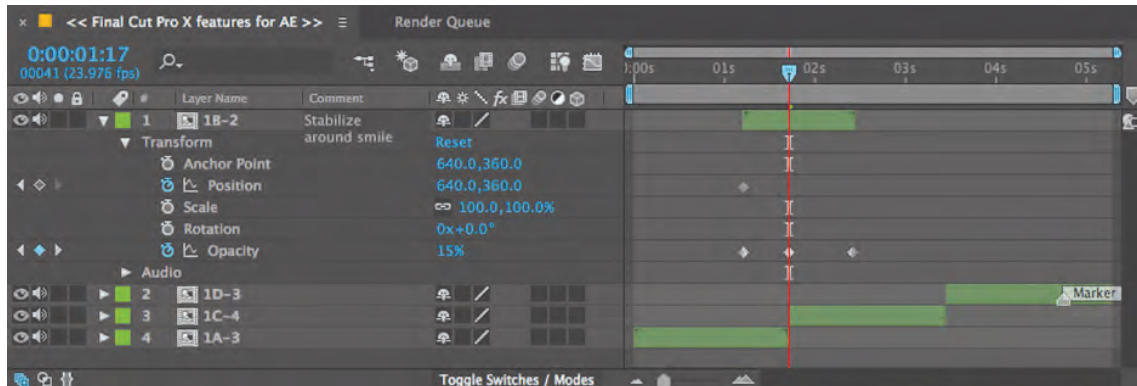 << Final Cut Pro X features for AE >> Render Queue
0:00:01:17
00041 (23.976 fps)
):00s 01s 02s 03s 04s 05s
# Layer Name Comment fx
1 1B-2 Stabilize around smile
Transform Reset
Anchor Point 640.0,360.0
Position 640.0,360.0
Scale 100.0,100.0%
Rotation 0x+0.0°
Opacity 15%
Audio
2 1D-3 Marker
3 1C-4
4 1A-3
Toggle Switches / Modes